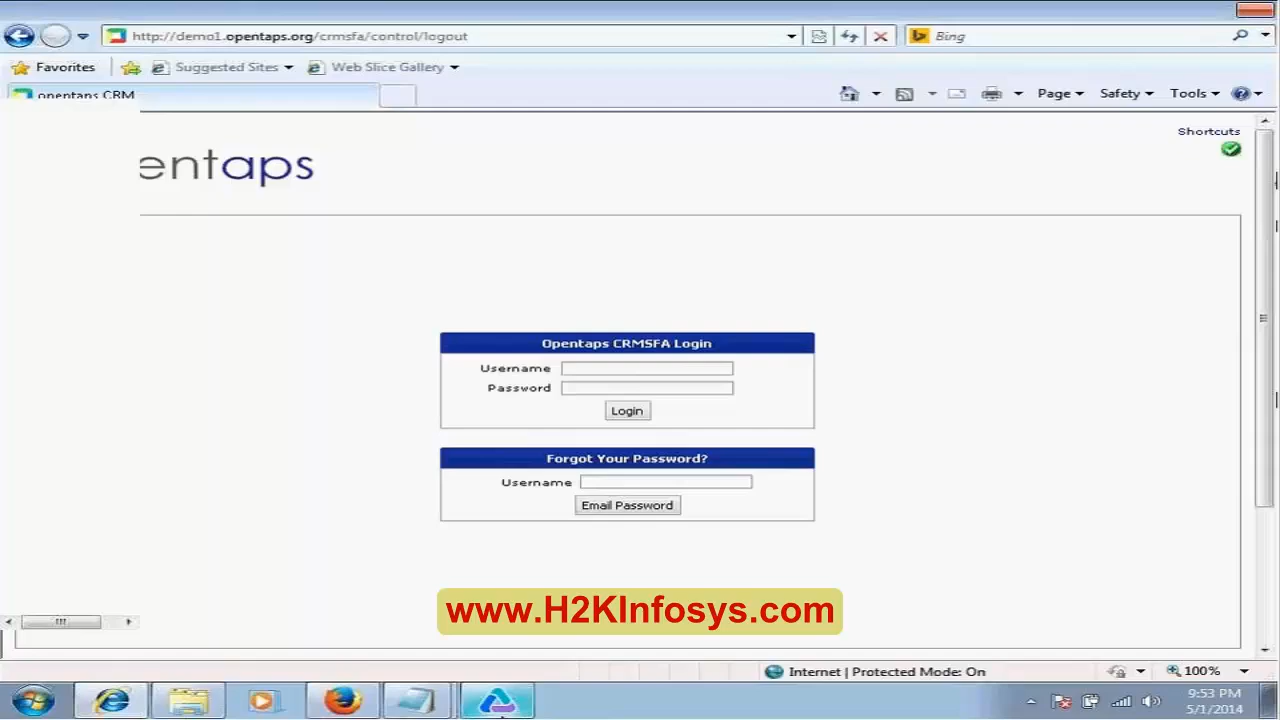 http://demo1.opentaps.org/crmsfa/control/logout
Bing
Favorites
Suggested Sites
Web Slice Gallery
opentaps CRM
Page
Safety
Tools
Shortcuts
entaps
Opentaps CRMSFA Login
Username
Password
Login
Forgot Your Password?
Username
Email Password
www.H2KInfosys.com
Internet | Protected Mode: On
100%
9:53 PM
5/1/2014